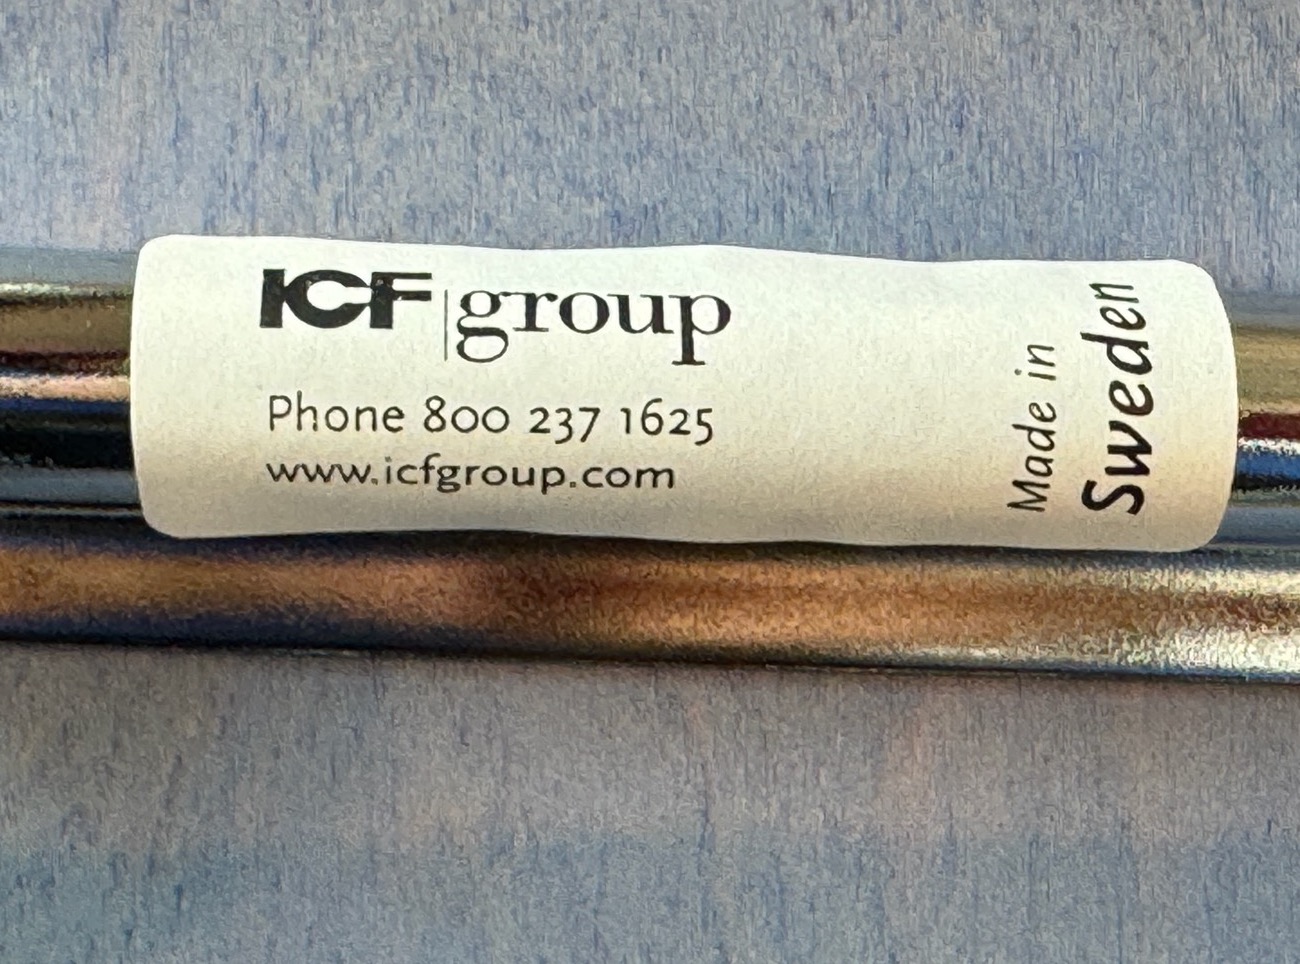 ICF group
Phone 800 237 1625
www.icfgroup.com
Made in
Sweden